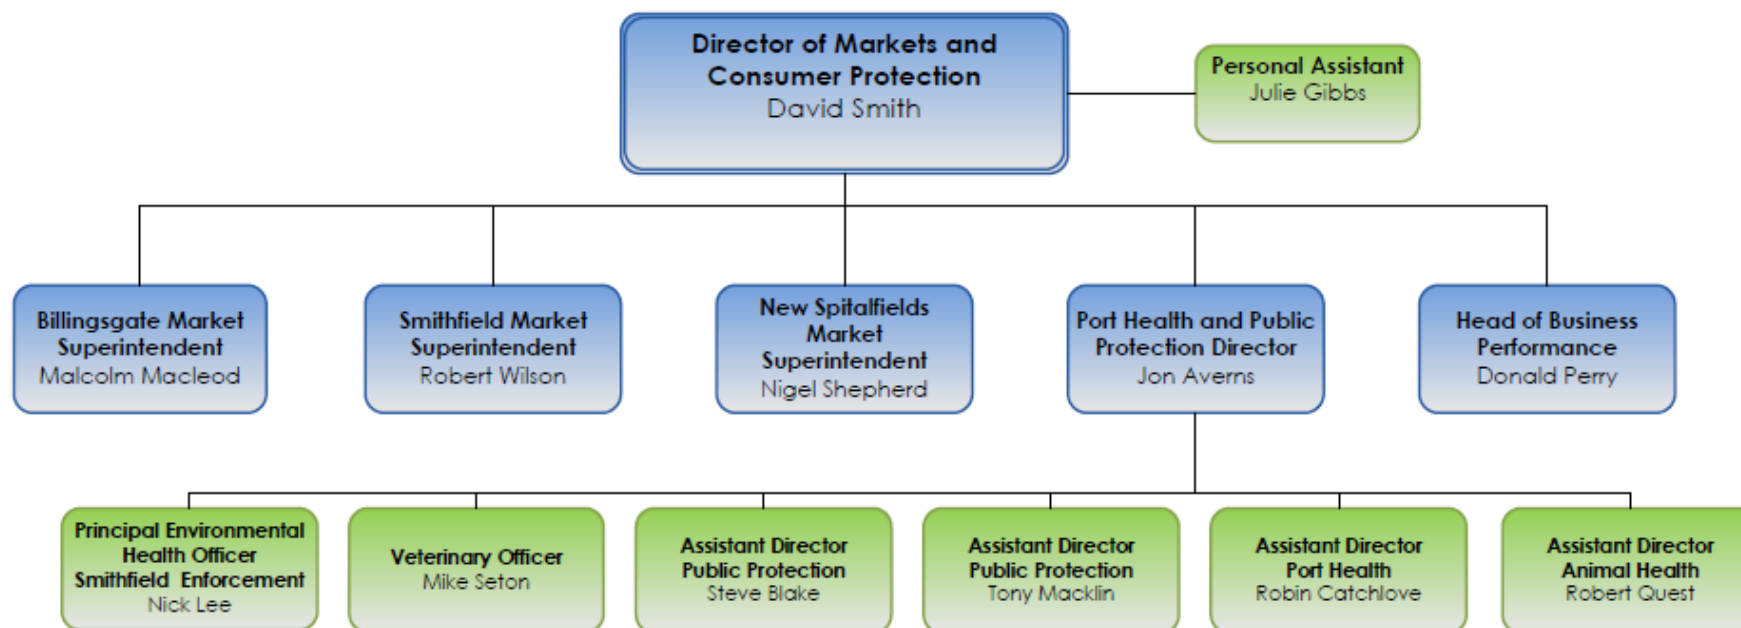 Director of Markets and
Consumer Protection
David Smith
Personal Assistant
Julie Gibbs
Billingsgate Market
Superintendent
Malcolm Macleod
Smithfield Market
Superintendent
Robert Wilson
New Spitalfields
Market
Superintendent
Nigel Shepherd
Port Health and Public
Protection Director
Jon Averns
Head of Business
Performance
Donald Perry
Principal Environmental
Health Officer
Smithfield Enforcement
Nick Lee
Veterinary Officer
Mike Seton
Assistant Director
Public Protection
Steve Blake
Assistant Director
Public Protection
Tony Macklin
Assistant Director
Port Health
Robin Catchlove
Assistant Director
Animal Health
Robert Quest